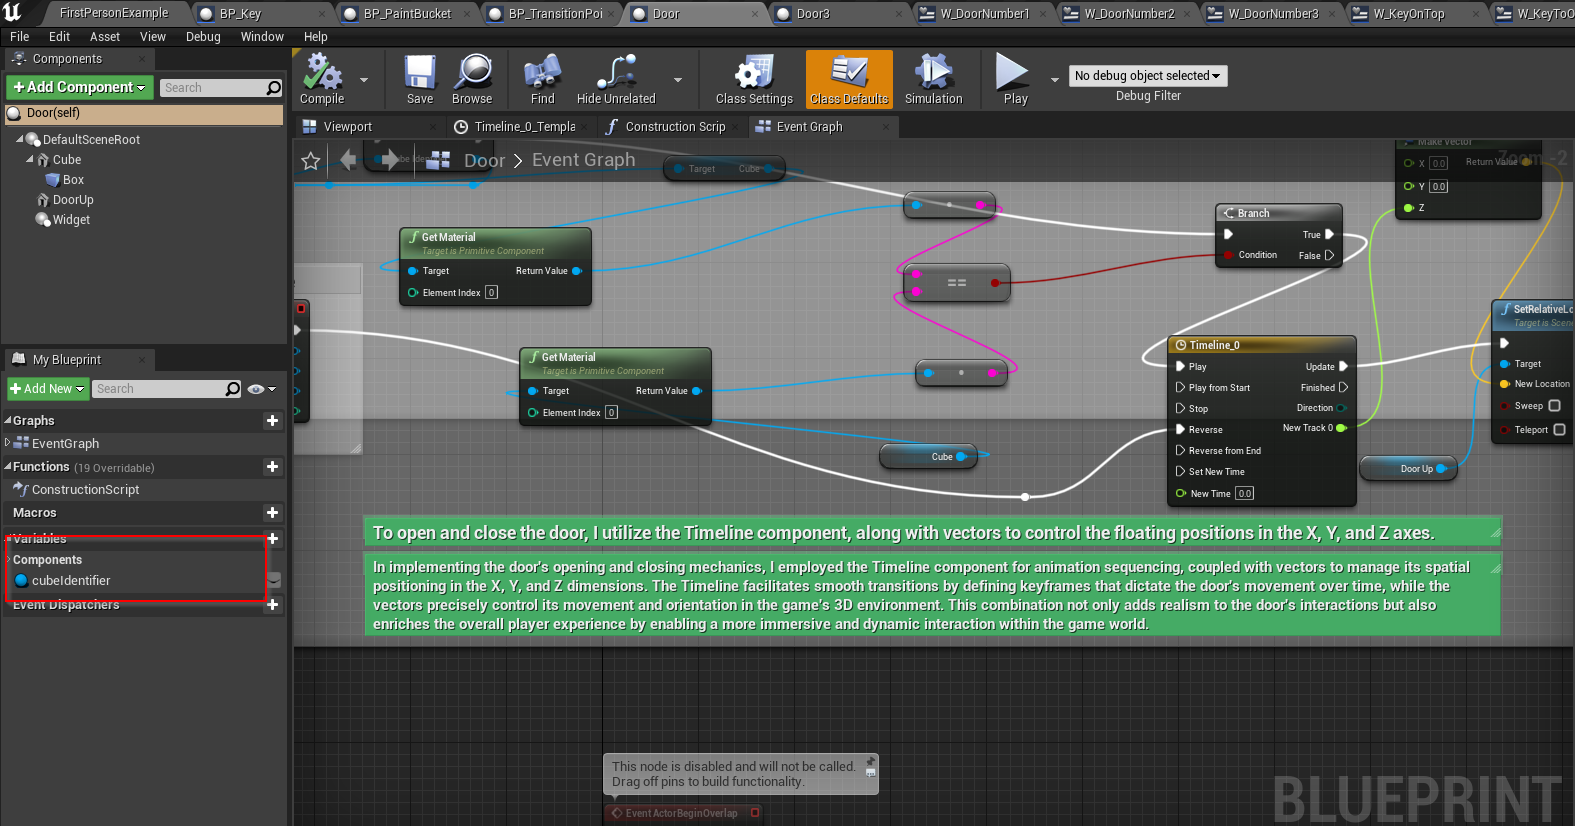 FirstPersonExample
BP_Key
BP_PaintBucket
BP_TransitionPoi
Door
Door3
W_DoorNumber1
W_DoorNumber2
W_DoorNumber3
W_KeyOnTop
W_KeyToO
File Edit Asset View Debug Window Help
Components
+Add Component
Search
Door(self)
DefaultSceneRoot
Cube
Box
DoorUp
Widget
Compile
Save
Browse
Find
Hide Unrelated
Class Settings
Class Defaults
Simulation
Play
No debug object selected
Debug Filter
Viewport
Timeline_0_Templa
Construction Scrip
Event Graph
Door > Event Graph
Zoom -2
Target Cube
Make Vector
X 0.0 Return Value
Y 0.0
Z
Get Material
Target is Primitive Component
Target Return Value
Element Index 0
Branch
True
Condition False
==
Get Material
Target is Primitive Component
Target Return Value
Element Index 0
Cube
Timeline_0
Play Update
Play from Start Finished
Stop Direction
Reverse New Track 0
Reverse from End
Set New Time
New Time 0.0
Door Up
SetRelativeLo
Target is Scen
Target
New Location
Sweep
Teleport
To open and close the door, I utilize the Timeline component, along with vectors to control the floating positions in the X, Y, and Z axes.
In implementing the door's opening and closing mechanics, I employed the Timeline component for animation sequencing, coupled with vectors to manage its spatial
positioning in the X, Y, and Z dimensions. The Timeline facilitates smooth transitions by defining keyframes that dictate the door's movement over time, while the
vectors precisely control its movement and orientation in the game's 3D environment. This combination not only adds realism to the door's interactions but also
enriches the overall player experience by enabling a more immersive and dynamic interaction within the game world.
This node is disabled and will not be called.
Drag off pins to build functionality.
Event ActorBeginOverlap
BLUEPRINT
My Blueprint
+Add New
Search
Graphs
EventGraph
Functions (19 Overridable)
ConstructionScript
Macros
Variables
Components
cubeIdentifier
Event Dispatchers